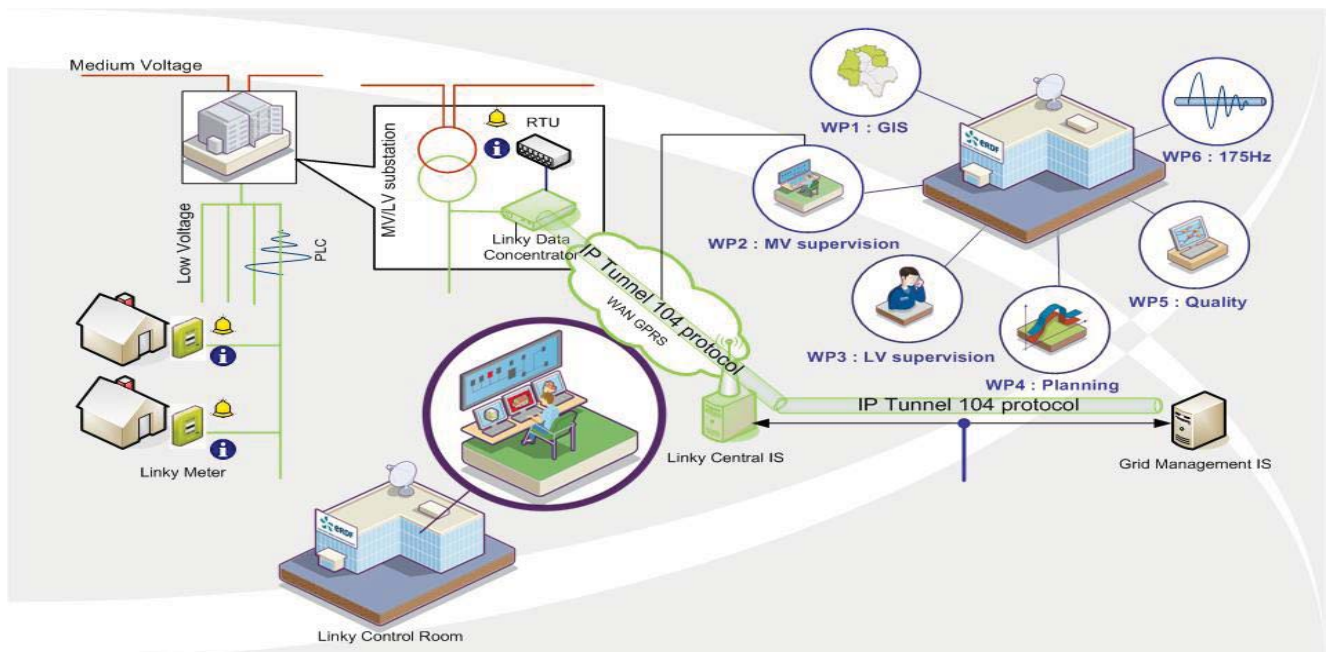 Medium Voltage
MV/LV substation
RTU
Linky Data
Concentrator
Low Voltage
PLC
IP Tunnel 104 protocol
WAN GPRS
Linky Meter
ERDF
Linky Control Room
WP1 : GIS
WP2 : MV supervision
WP3 : LV supervision
WP4 : Planning
WP5 : Quality
WP6 : 175Hz
ERDF
IP Tunnel 104 protocol
Linky Central IS
Grid Management IS
i
i
i